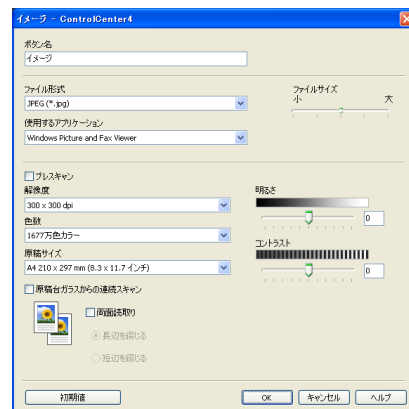 イメージ - ControlCenter4
ボタン名
イメージ
ファイル形式
JPEG (*.jpg)
ファイルサイズ
小 大
使用するアプリケーション
Windows Picture and Fax Viewer
プレスキャン
解像度
300 x 300 dpi
明るさ
0
色数
1677万色カラー
コントラスト
0
原稿サイズ
A4 210 x 297 mm (8.3 x 11.7 インチ)
原稿台ガラスからの連続スキャン
両面読取り
長辺を綴じる
短辺を綴じる
初期値
OK
キャンセル
ヘルプ